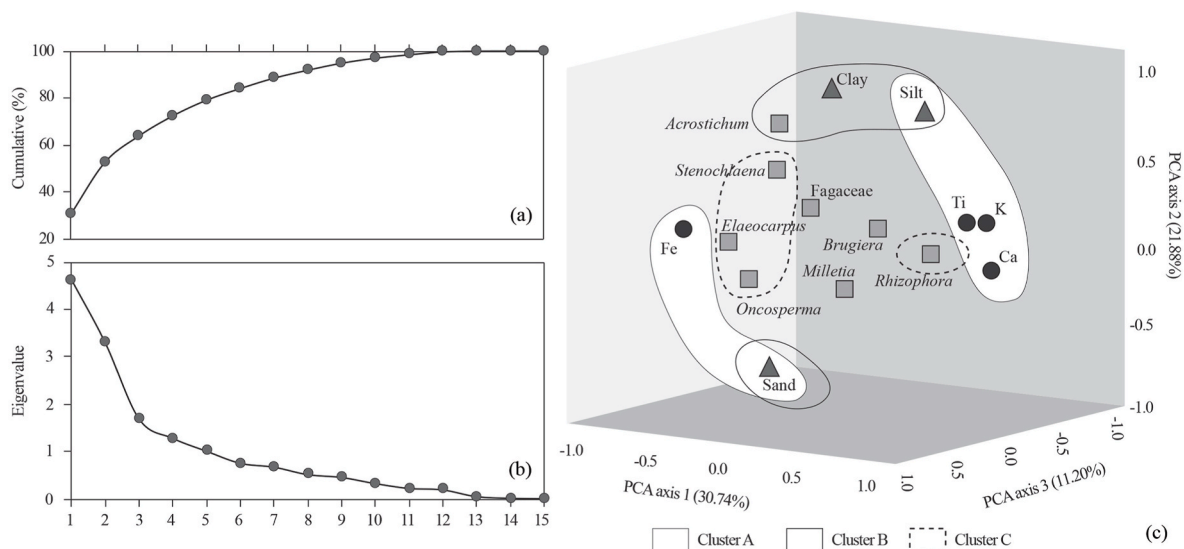 100
80
60
40
20
Cumulative (%)
(a)
5
4
3
2
1
0
Eigenvalue
(b)
1 2 3 4 5 6 7 8 9 10 11 12 13 14 15
Clay
Silt
Acrostichum
Stenochlaena
Fagaceae
Ti
K
Elaeocarpus
Fe
Brugiera
Ca
Milletia
Rhizophora
Oncosperma
Sand
1.0
0.5
0.0
-0.5
-1.0
PCA axis 2 (21.88%)
-1.0
-0.5
0.0
0.5
1.0
PCA axis 1 (30.74%)
-1.0
-0.5
0.0
0.5
PCA axis 3 (11.20%)
Cluster A Cluster B Cluster C
(c)